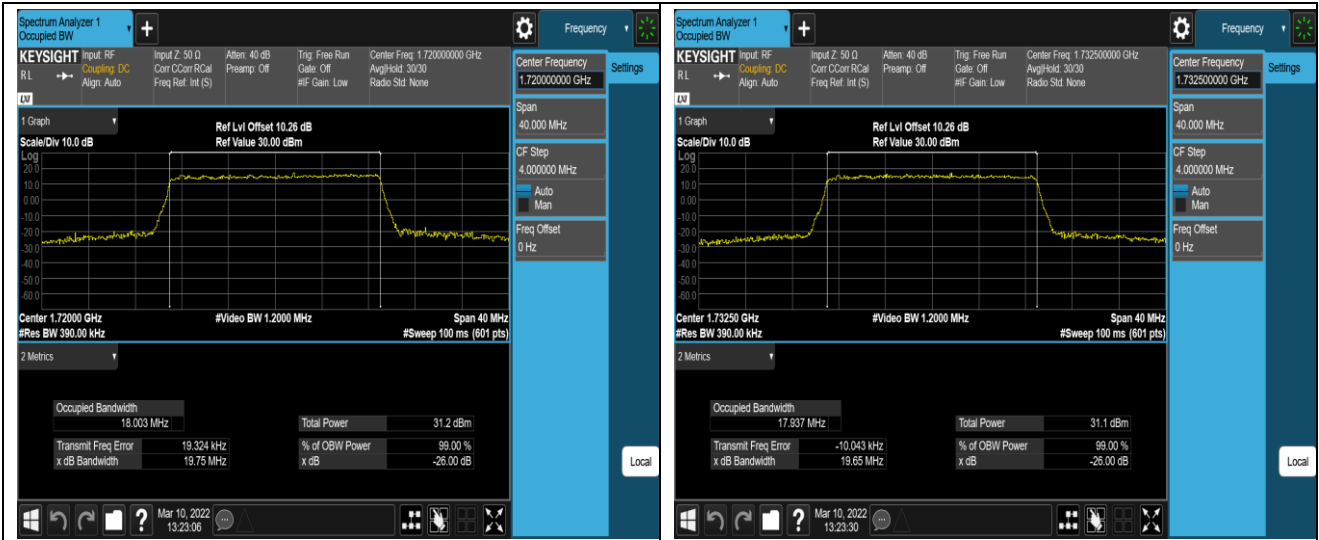 Spectrum Analyzer 1
Occupied BW
+
Frequency
KEYSIGHT Input: RF Input Z: 50 Ω Atten: 40 dB Trig: Free Run Center Freq: 1.720000000 GHz
Coupling: DC Corr CCorr RCal Preamp: Off Gate: Off Avg|Hold: 30/30
RL Align: Auto Freq Ref: Int (S) #IF Gain: Low Radio Std: None
LXI
Center Frequency
1.720000000 GHz
Settings
Span
40.000 MHz
CF Step
4.000000 MHz
Auto
Man
Freq Offset
0 Hz
Local
1 Graph
Ref Lvl Offset 10.26 dB
Scale/Div 10.0 dB Ref Value 30.00 dBm
Log
20.0
10.0
0.00
-10.0
-20.0
-30.0
-40.0
-50.0
-60.0
Center 1.72000 GHz #Video BW 1.2000 MHz Span 40 MHz
#Res BW 390.00 kHz #Sweep 100 ms (601 pts)
2 Metrics
Occupied Bandwidth
18.003 MHz Total Power 31.2 dBm
Transmit Freq Error 19.324 kHz % of OBW Power 99.00 %
x dB Bandwidth 19.75 MHz x dB -26.00 dB
? Mar 10, 2022
13:23:06
Spectrum Analyzer 1
Occupied BW
+
Frequency
KEYSIGHT Input: RF Input Z: 50 Ω Atten: 40 dB Trig: Free Run Center Freq: 1.732500000 GHz
Coupling: DC Corr CCorr RCal Preamp: Off Gate: Off Avg|Hold: 30/30
RL Align: Auto Freq Ref: Int (S) #IF Gain: Low Radio Std: None
LXI
Center Frequency
1.732500000 GHz
Settings
Span
40.000 MHz
CF Step
4.000000 MHz
Auto
Man
Freq Offset
0 Hz
Local
1 Graph
Ref Lvl Offset 10.26 dB
Scale/Div 10.0 dB Ref Value 30.00 dBm
Log
20.0
10.0
0.00
-10.0
-20.0
-30.0
-40.0
-50.0
-60.0
Center 1.73250 GHz #Video BW 1.2000 MHz Span 40 MHz
#Res BW 390.00 kHz #Sweep 100 ms (601 pts)
2 Metrics
Occupied Bandwidth
17.937 MHz Total Power 31.1 dBm
Transmit Freq Error -10.043 kHz % of OBW Power 99.00 %
x dB Bandwidth 19.65 MHz x dB -26.00 dB
? Mar 10, 2022
13:23:30